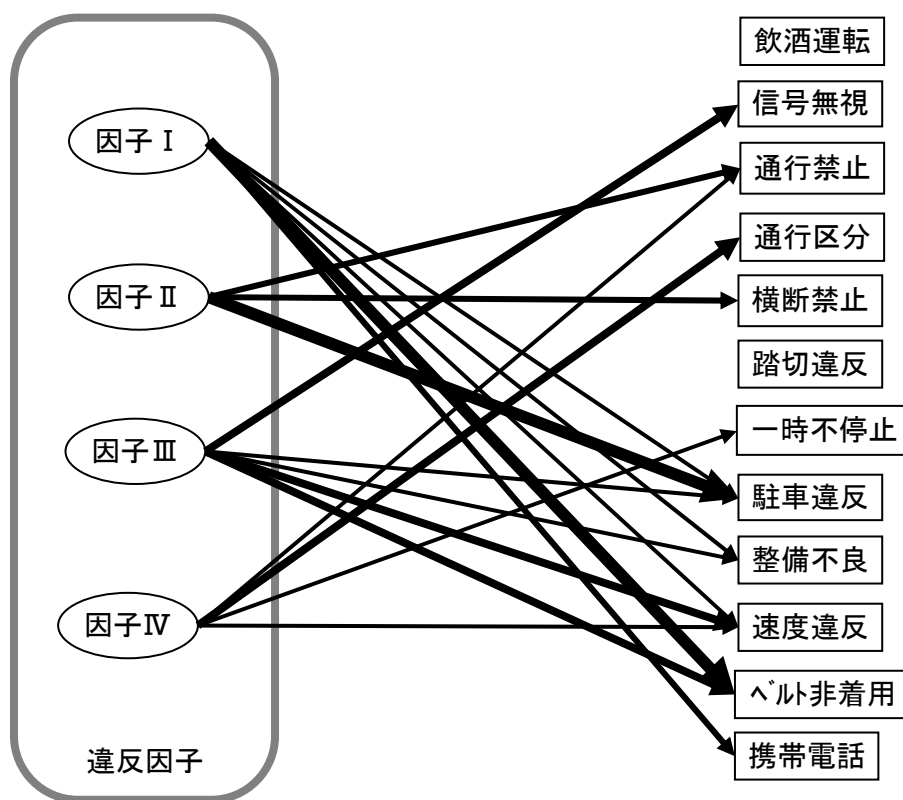 因子Ⅰ
因子Ⅱ
因子Ⅲ
因子Ⅳ
違反因子
飲酒運転
信号無視
通行禁止
通行区分
横断禁止
踏切違反
一時不停止
駐車違反
整備不良
速度違反
ﾍﾞﾙﾄ非着用
携帯電話